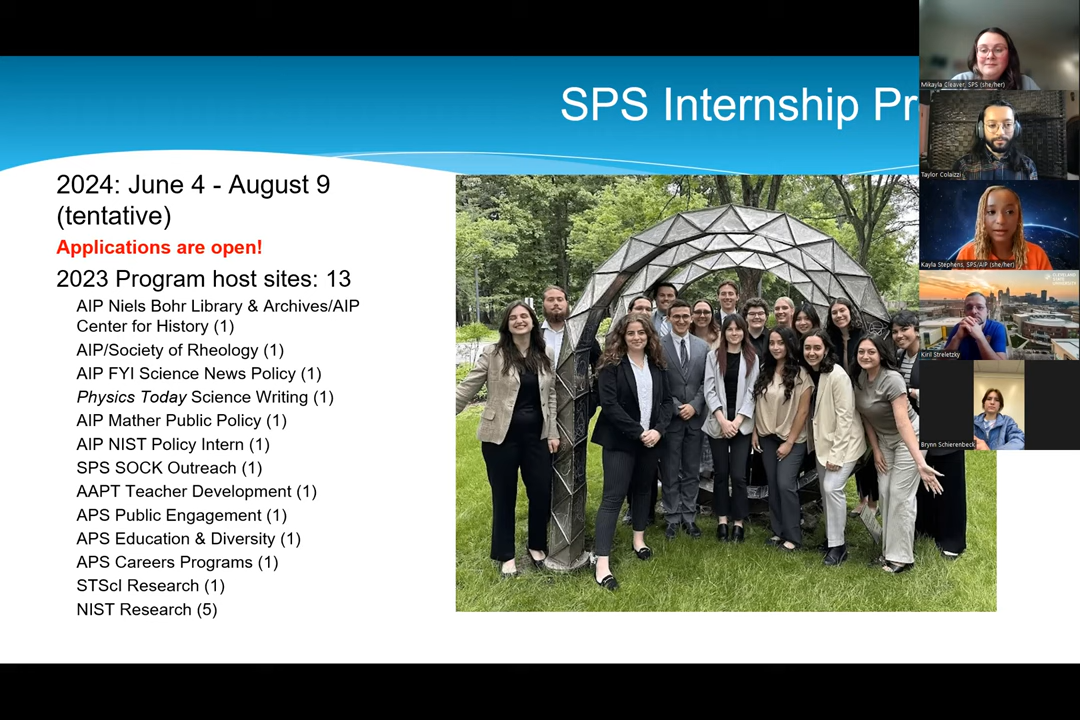 SPS Internship Pr
2024: June 4 - August 9
(tentative)
Applications are open!
2023 Program host sites: 13
AIP Niels Bohr Library & Archives/AIP
Center for History (1)
AIP/Society of Rheology (1)
AIP FYI Science News Policy (1)
Physics Today Science Writing (1)
AIP Mather Public Policy (1)
AIP NIST Policy Intern (1)
SPS SOCK Outreach (1)
AAPT Teacher Development (1)
APS Public Engagement (1)
APS Education & Diversity (1)
APS Careers Programs (1)
STScI Research (1)
NIST Research (5)
Mikayla Cleaver, SPS (she/her)
Taylor Colaizzi
Kayla Stephens, SPS/AIP (she/her)
CLEVELAND STATE
UNIVERSITY
Kiril Streletzky
Brynn Schierenbeck